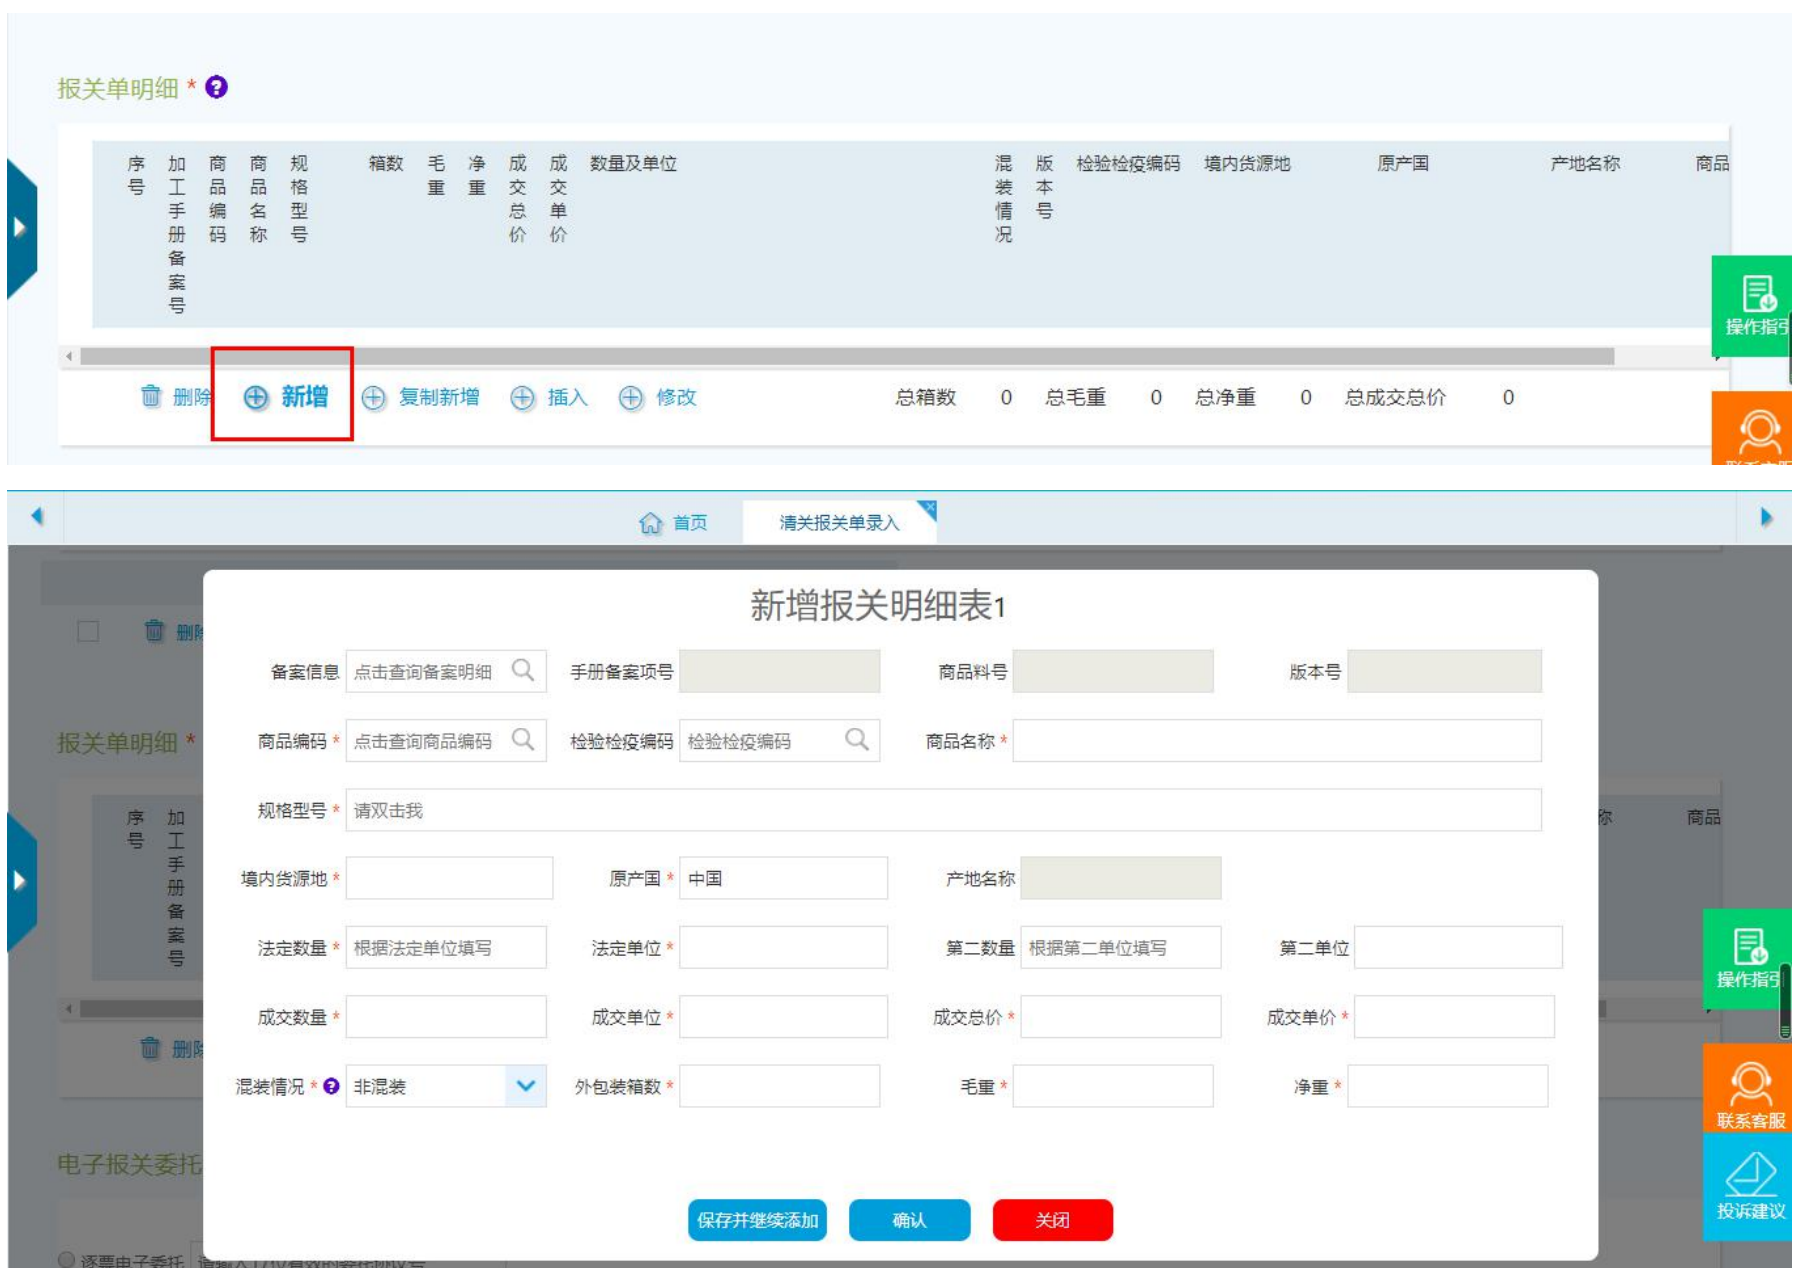 报关单明细 * ?
序号 加工手册备案号 商品编码 商品名称 规格型号 箱数 毛重 净重 成交总价 成交单价 数量及单位 混装情况 版本号 检验检疫编码 境内货源地 原产国 产地名称 商品
操作指引
删除 新增 复制新增 插入 修改 总箱数 0 总毛重 0 总净重 0 总成交总价 0
首页 清关报关单录入
新增报关明细表1
删除
备案信息 点击查询备案明细 手册备案项号 商品料号 版本号
报关单明细 *
商品编码 * 点击查询商品编码 检验检疫编码 检验检疫编码 商品名称 *
规格型号 * 请双击我
序号 加工手册备案号 称 商品
境内货源地 * 原产国 * 中国 产地名称
法定数量 * 根据法定单位填写 法定单位 * 第二数量 根据第二单位填写 第二单位
操作指引
成交数量 * 成交单位 * 成交总价 * 成交单价 *
删除
混装情况 * ? 非混装 外包装箱数 * 毛重 * 净重 *
联系客服
电子报关委托
投诉建议
保存并继续添加 确认 关闭
逐票电子委托